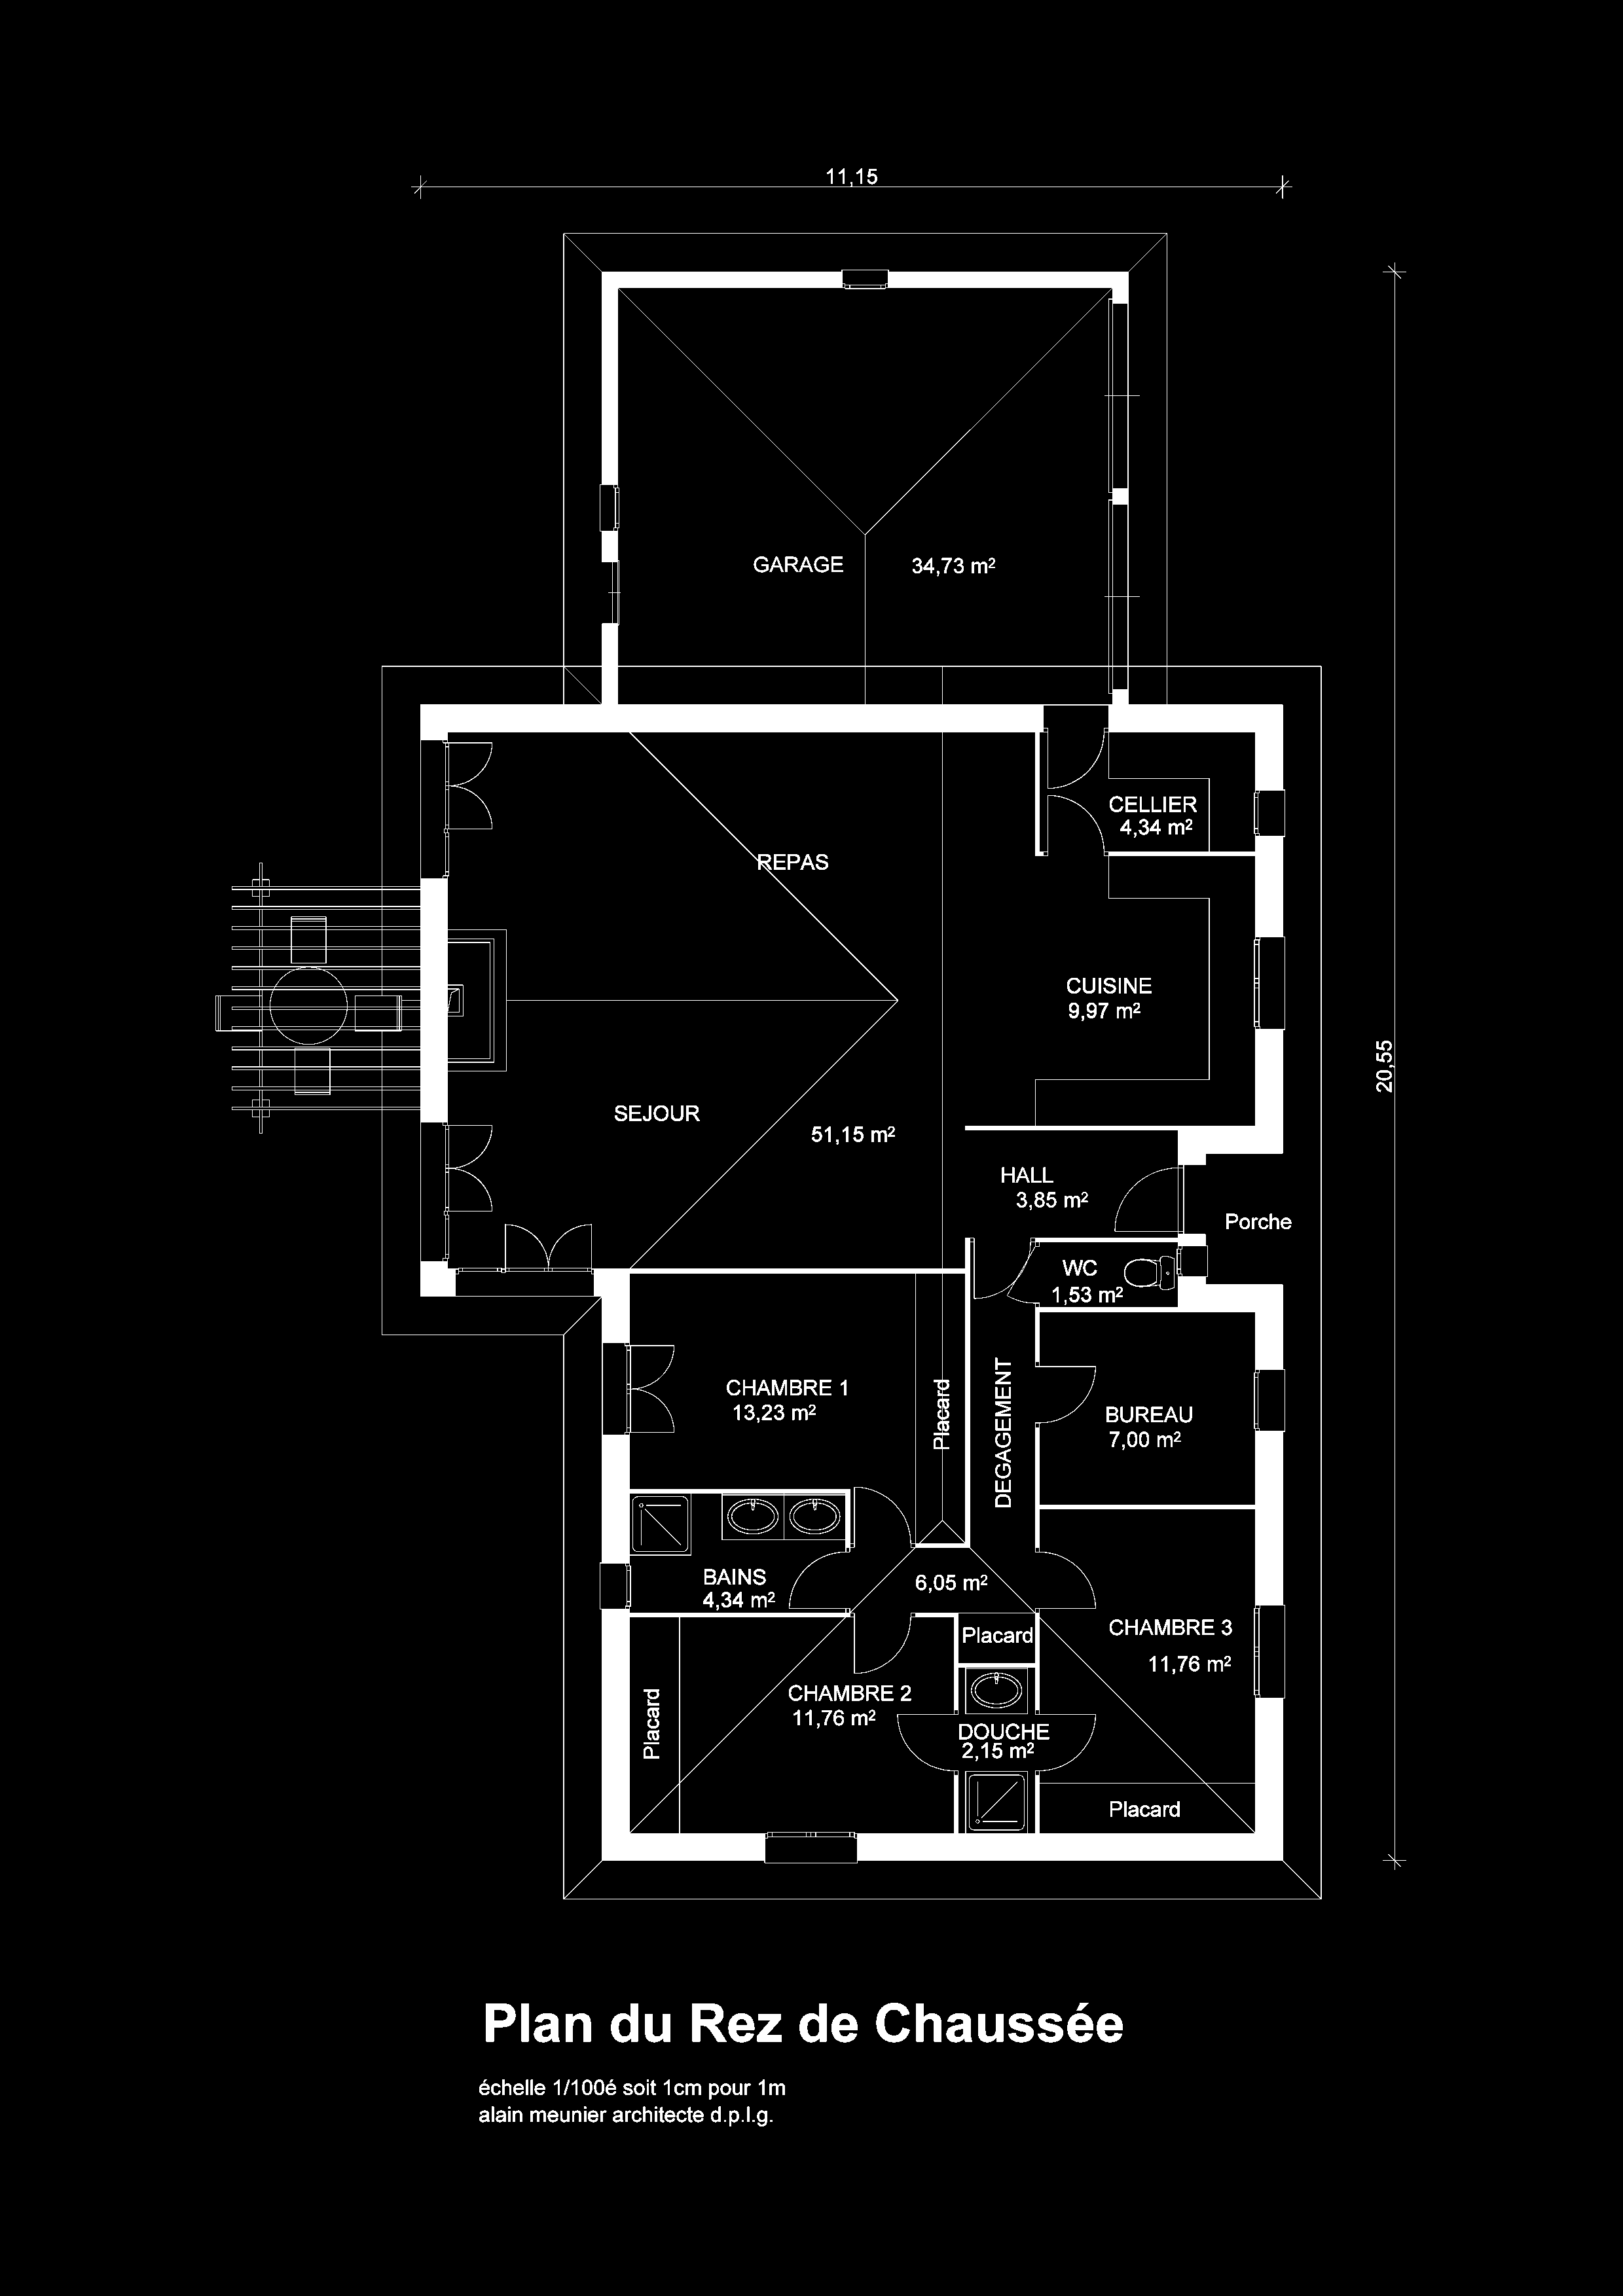 11,15
GARAGE
34,73 m²
CELLIER
4,34 m²
REPAS
CUISINE
9,97 m²
20,55
SEJOUR
51,15 m²
HALL
3,85 m²
Porche
WC
1,53 m²
CHAMBRE 1
13,23 m²
Placard
DEGAGEMENT
BUREAU
7,00 m²
BAINS
4,34 m²
6,05 m²
Placard
CHAMBRE 3
11,76 m²
CHAMBRE 2
11,76 m²
Placard
DOUCHE
2,15 m²
Placard
Plan du Rez de Chaussée
échelle 1/100é soit 1cm pour 1m
alain meunier architecte d.p.l.g.